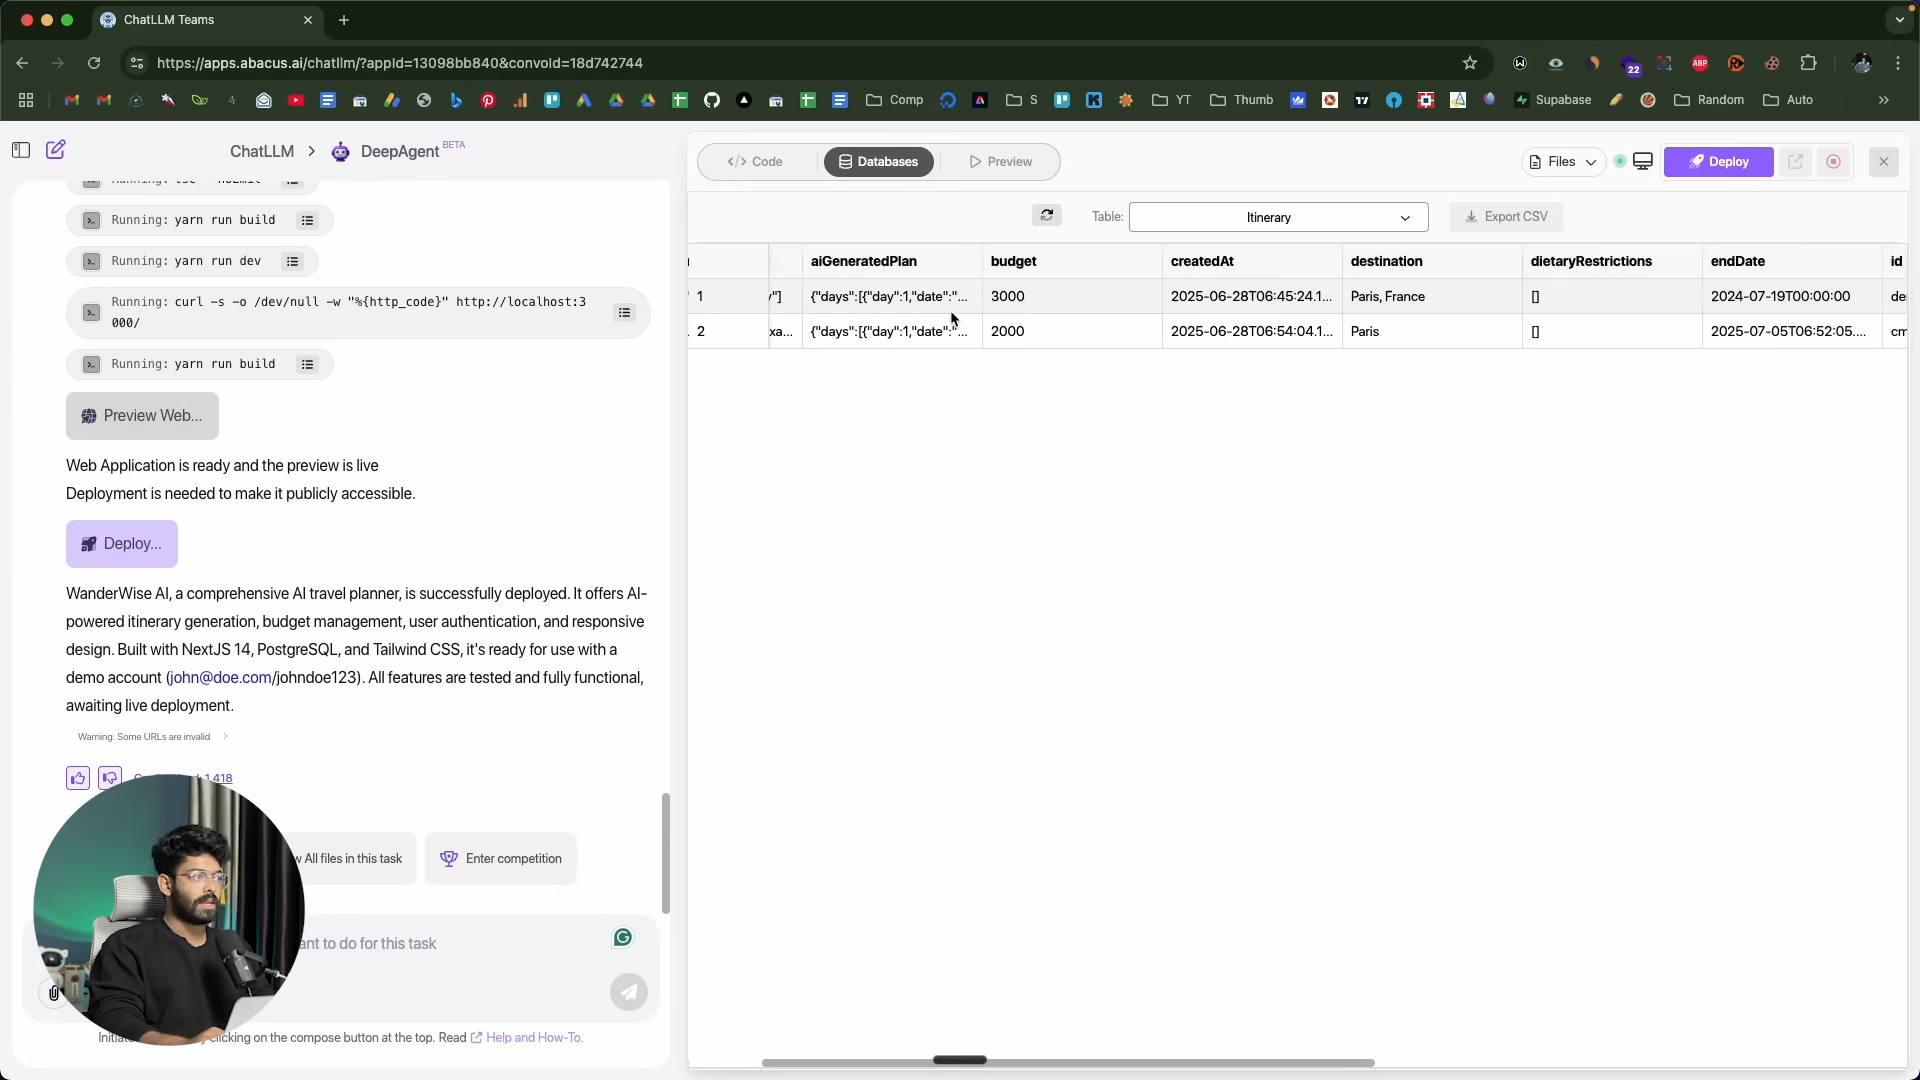 ChatLLM Teams
https://apps.abacus.ai/chatllm/?appId=13098bb840&convoId=18d742744
22
ABP
Comp
S
YT
Thumb
Supabase
Random
Auto
ChatLLM > DeepAgent BETA
Running: yarn run build
Running: yarn run dev
Running: curl -s -o /dev/null -w "%{http_code}" http://localhost:3
000/
Running: yarn run build
Preview Web...
Web Application is ready and the preview is live
Deployment is needed to make it publicly accessible.
Deploy...
WanderWise AI, a comprehensive AI travel planner, is successfully deployed. It offers AI-
powered itinerary generation, budget management, user authentication, and responsive
design. Built with NextJS 14, PostgreSQL, and Tailwind CSS, it's ready for use with a
demo account (john@doe.com/johndoe123). All features are tested and fully functional,
awaiting live deployment.
Warning: Some URLs are invalid
1,418
All files in this task
Enter competition
to do for this task
clicking on the compose button at the top. Read Help and How-To.
</> Code
Databases
Preview
Files
Deploy
Table: Itinerary
Export CSV
aiGeneratedPlan budget createdAt destination dietaryRestrictions endDate id
1 "] {"days":[{"day":1,"date":"... 3000 2025-06-28T06:45:24.1... Paris, France [] 2024-07-19T00:00:00 de
2 xa... {"days":[{"day":1,"date":"... 2000 2025-06-28T06:54:04.1... Paris [] 2025-07-05T06:52:05.... cm